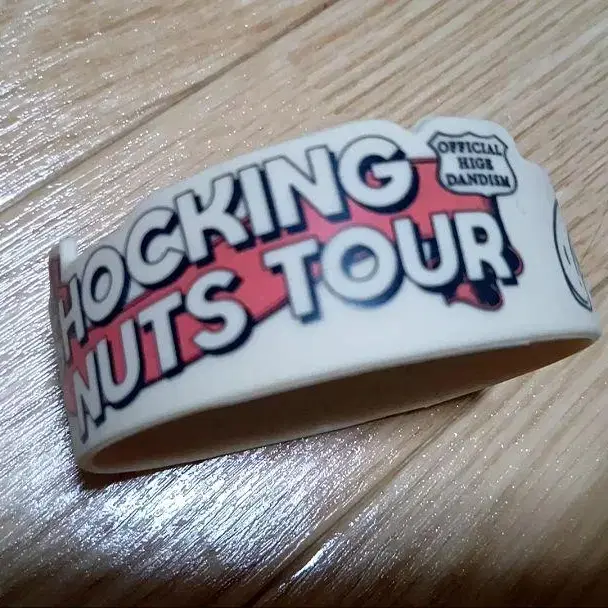 HOCKING
NUTS TOUR
OFFICIAL
HIGE
DANDISM